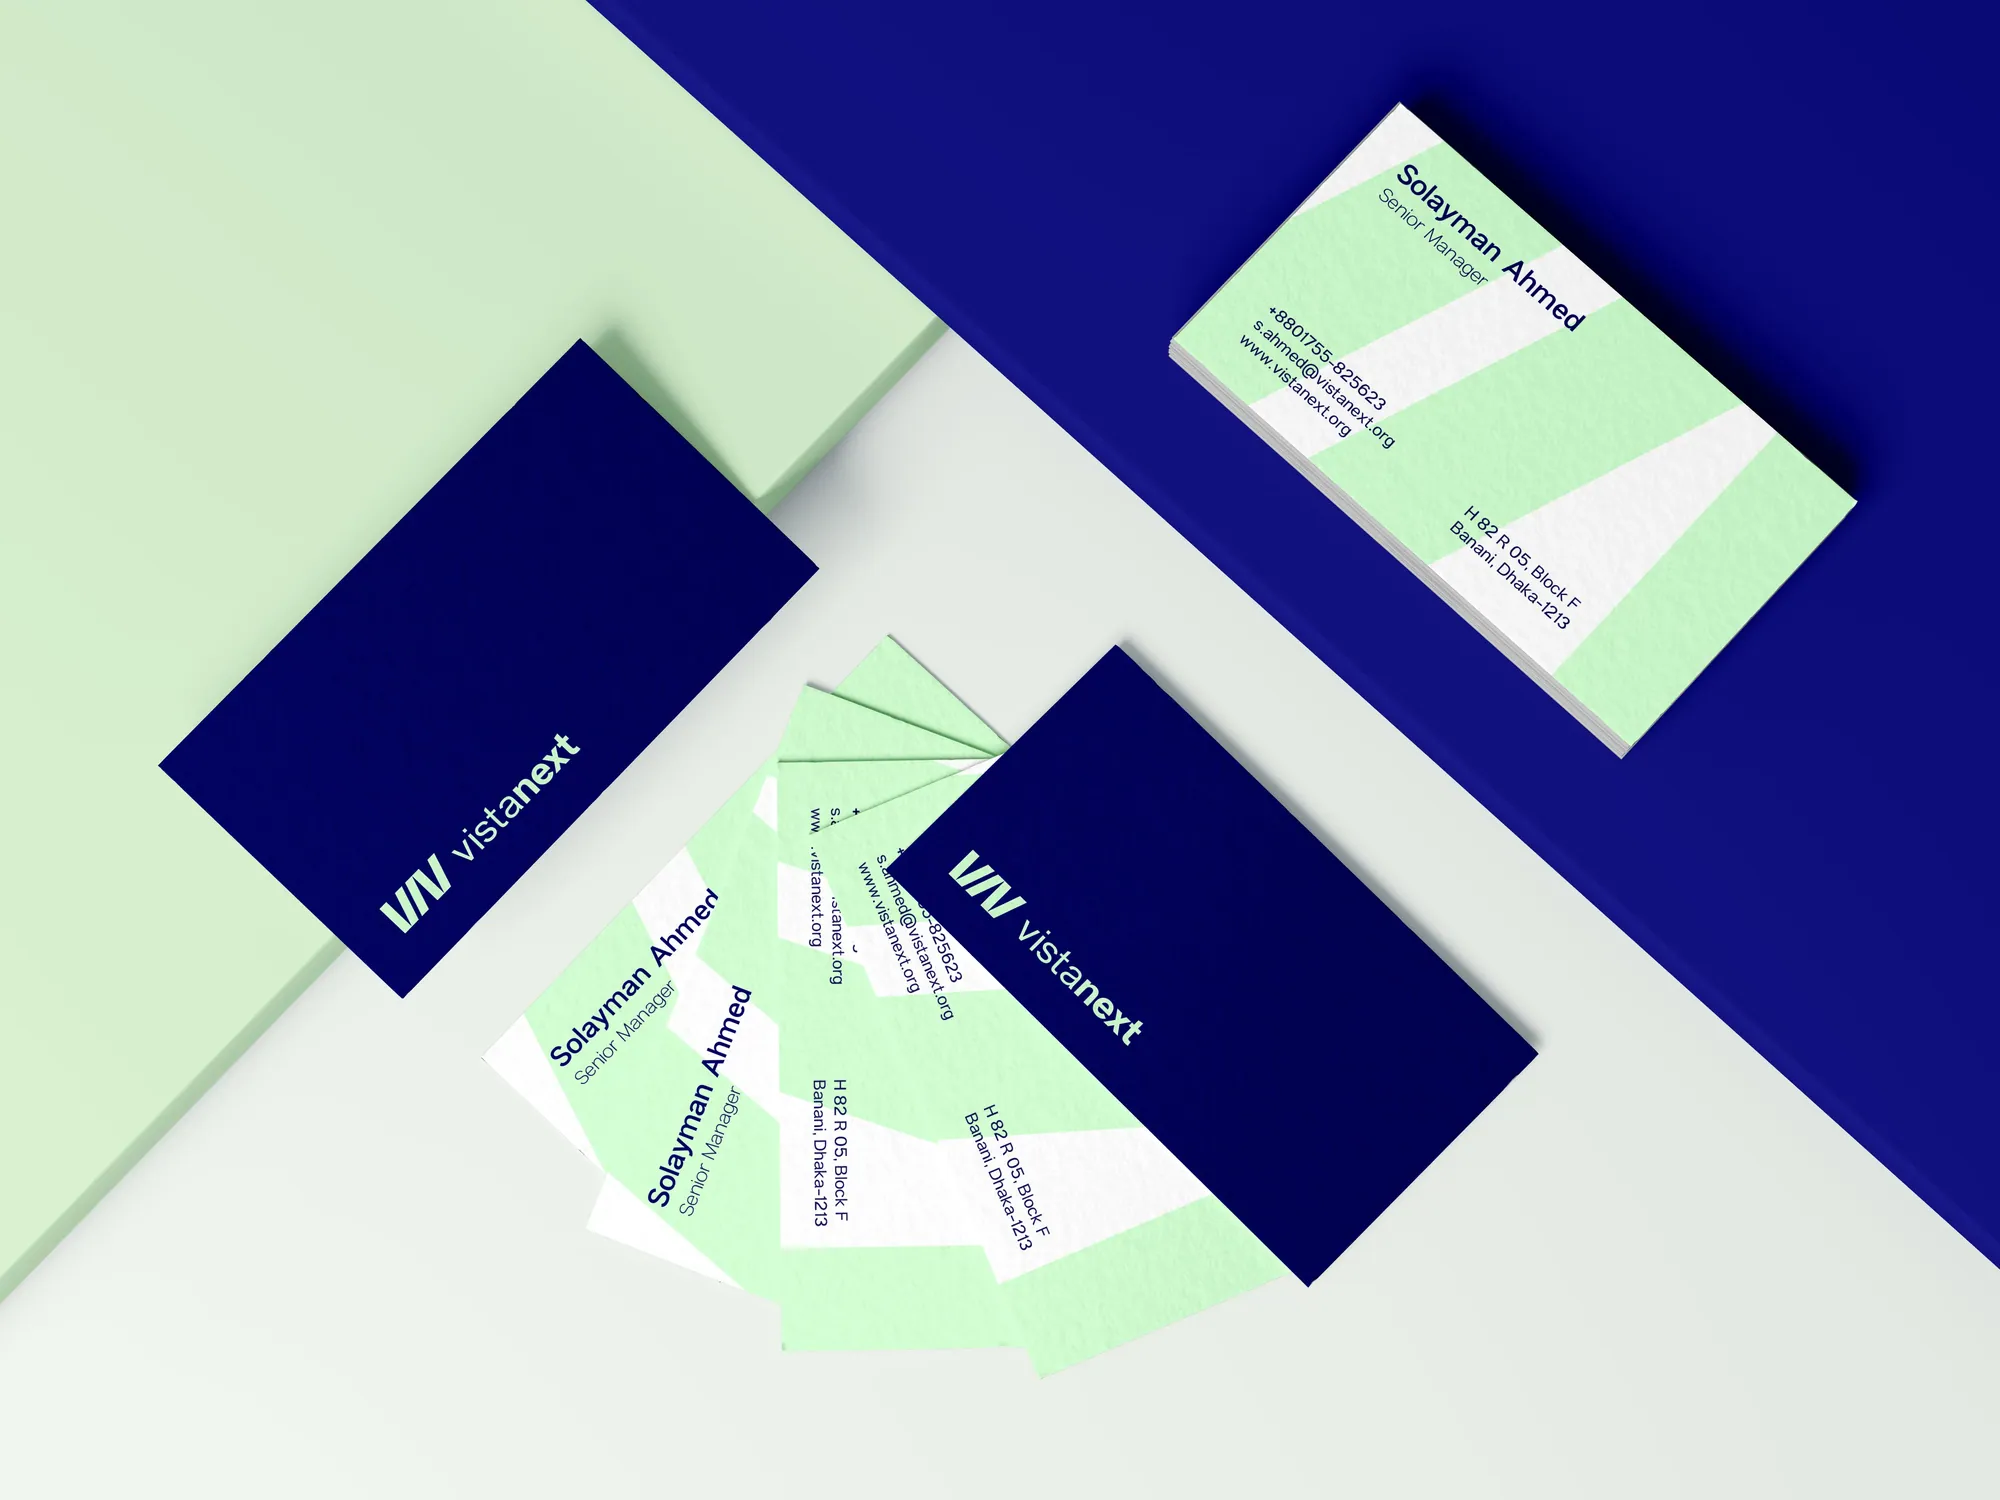 Solayman Ahmed
Senior Manager
+8801755-825623
s.ahmed@vistanext.org
www.vistanext.org
H 82 R 05, Block F
Banani, Dhaka-1213
vistanext
vistanext
Solayman Ahmed
Senior Manager
Solayman Ahmed
Senior Manager
H 82 R 05, Block F
Banani, Dhaka-1213
s.ahmed@vistanext.org
www.vistanext.org
H 82 R 05, Block F
Banani, Dhaka-1213